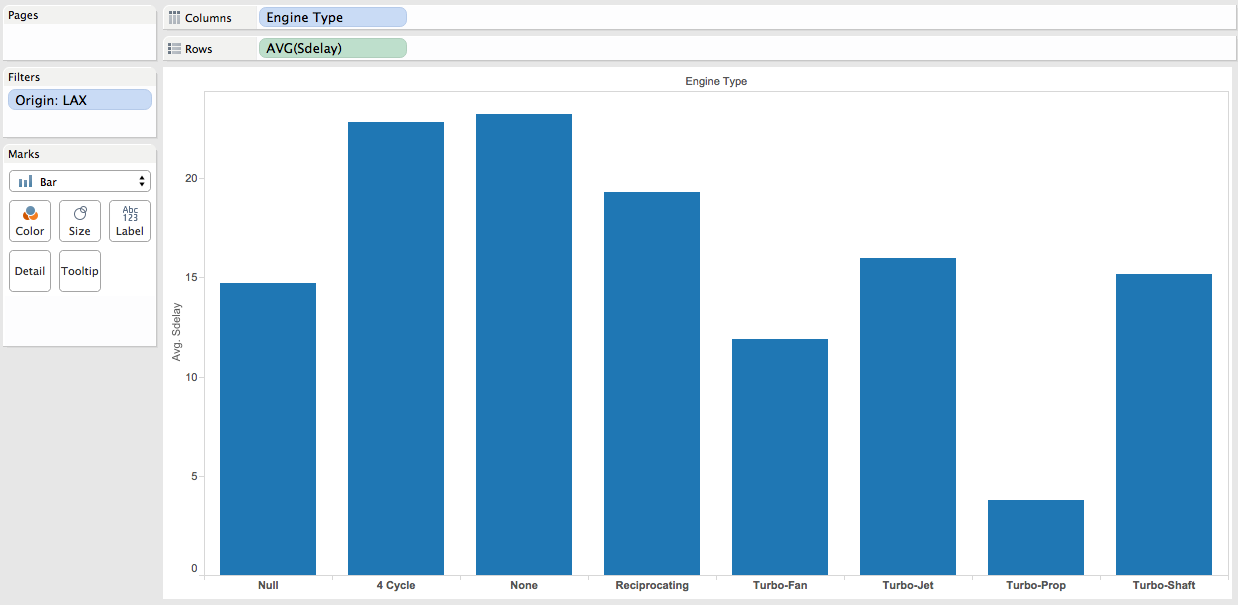 Pages
Filters
Origin: LAX
Marks
Bar
Color
Size
Abc
123
Label
Detail
Tooltip
Columns
Engine Type
Rows
AVG(Sdelay)
Engine Type
Avg. Sdelay
20
15
10
5
0
Null 4 Cycle None Reciprocating Turbo-Fan Turbo-Jet Turbo-Prop Turbo-Shaft